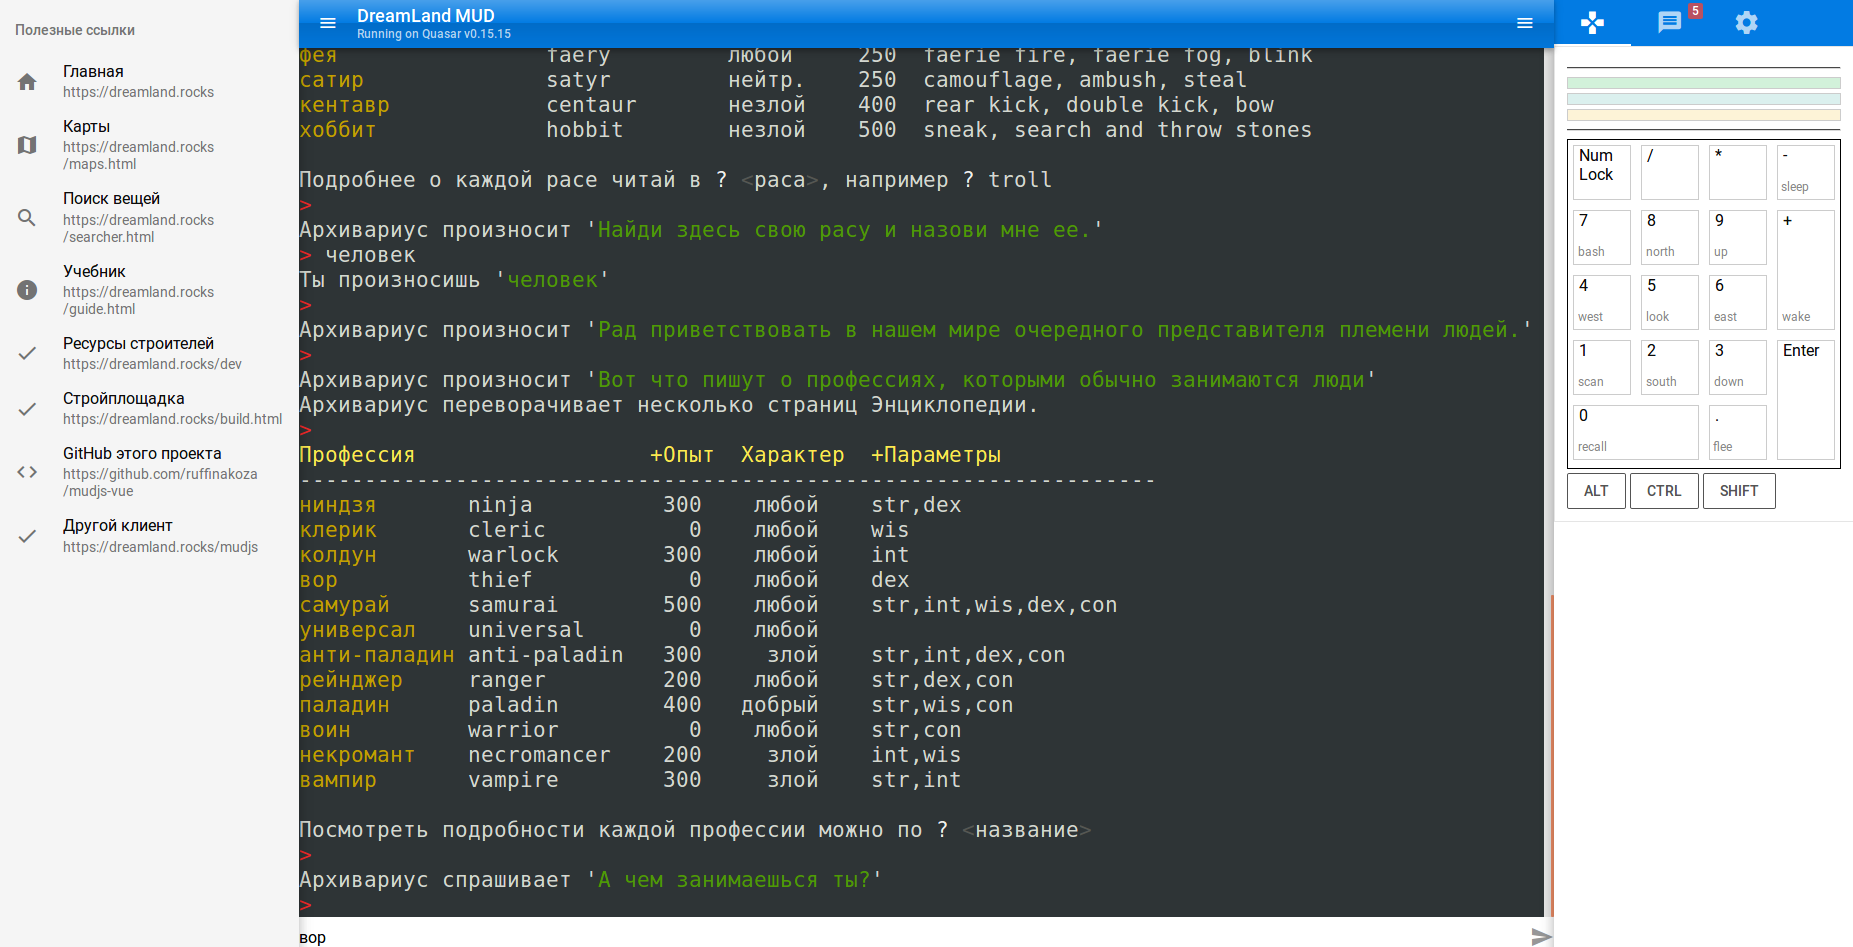 Полезные ссылки
Главная
https://dreamland.rocks
Карты
https://dreamland.rocks
/maps.html
Поиск вещей
https://dreamland.rocks
/searcher.html
Учебник
https://dreamland.rocks
/guide.html
Ресурсы строителей
https://dreamland.rocks/dev
Стройплощадка
https://dreamland.rocks/build.html
GitHub этого проекта
https://github.com/ruffinakoza
/mudjs-vue
Другой клиент
https://dreamland.rocks/mudjs
DreamLand MUD
Running on Quasar v0.15.15
фея faery любой 250 faerie fire, faerie fog, blink
сатир satyr нейтр. 250 camouflage, ambush, steal
кентавр centaur незлой 400 rear kick, double kick, bow
хоббит hobbit незлой 500 sneak, search and throw stones
Подробнее о каждой расе читай в ? <раса>, например ? troll
>
Архивариус произносит 'Найди здесь свою расу и назови мне ее.'
> человек
Ты произносишь 'человек'
>
Архивариус произносит 'Рад приветствовать в нашем мире очередного представителя племени людей.'
>
Архивариус произносит 'Вот что пишут о профессиях, которыми обычно занимаются люди'
Архивариус переворачивает несколько страниц Энциклопедии.
>
Профессия +Опыт Характер +Параметры
------------------------------------------------------------------
ниндзя ninja 300 любой str,dex
клерик cleric 0 любой wis
колдун warlock 300 любой int
вор thief 0 любой dex
самурай samurai 500 любой str,int,wis,dex,con
универсал universal 0 любой
анти-паладин anti-paladin 300 злой str,int,dex,con
рейнджер ranger 200 любой str,dex,con
паладин paladin 400 добрый str,wis,con
воин warrior 0 любой str,con
некромант necromancer 200 злой int,wis
вампир vampire 300 злой str,int
Посмотреть подробности каждой профессии можно по ? <название>
>
Архивариус спрашивает 'А чем занимаешься ты?'
>
вор
5
Num Lock / * -
sleep
7 8 9 +
bash north up
4 5 6
west look east wake
1 2 3 Enter
scan south down
0 .
recall flee
ALT CTRL SHIFT